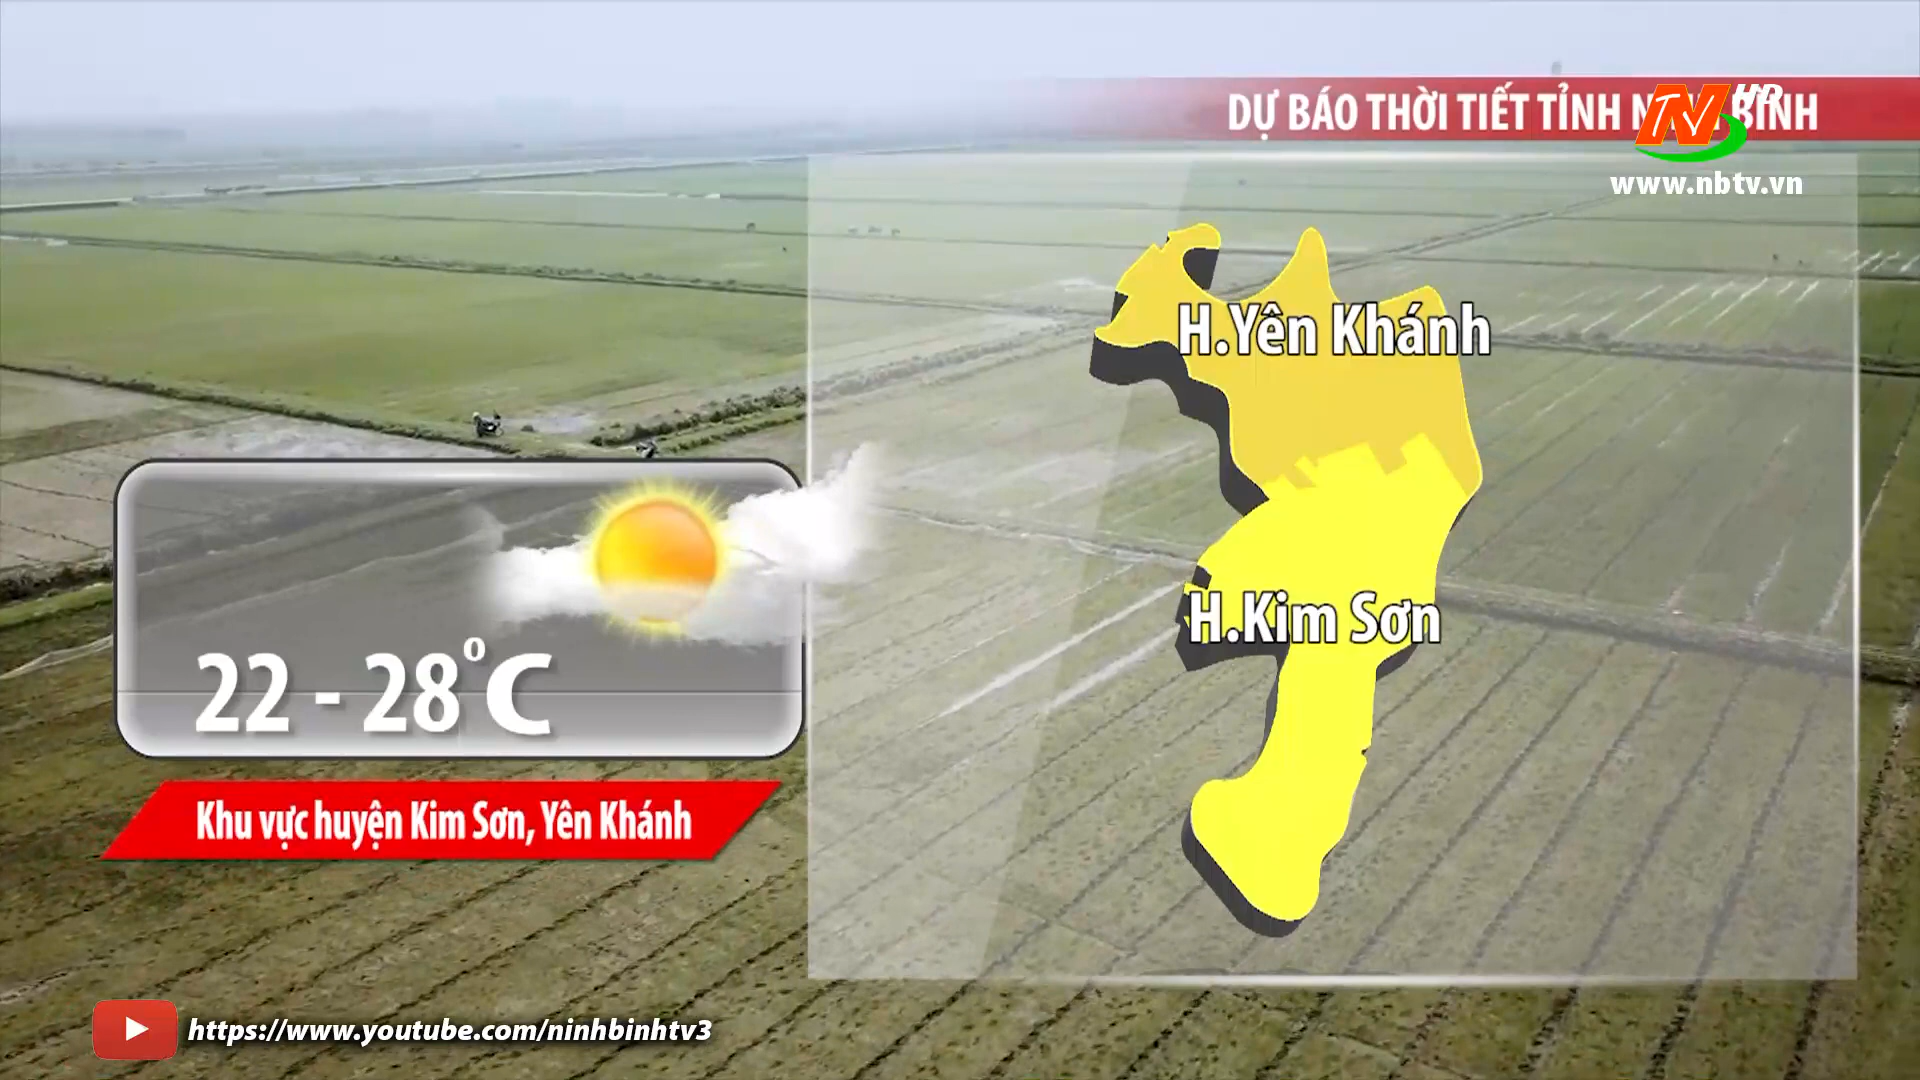 DỰ BÁO THỜI TIẾT TỈNH BÌNH
HD
www.nbtv.vn
H.Yên Khánh
H.Kim Sơn
22 - 28°C
Khu vực huyện Kim Sơn, Yên Khánh
https://www.youtube.com/ninhbinhtv3